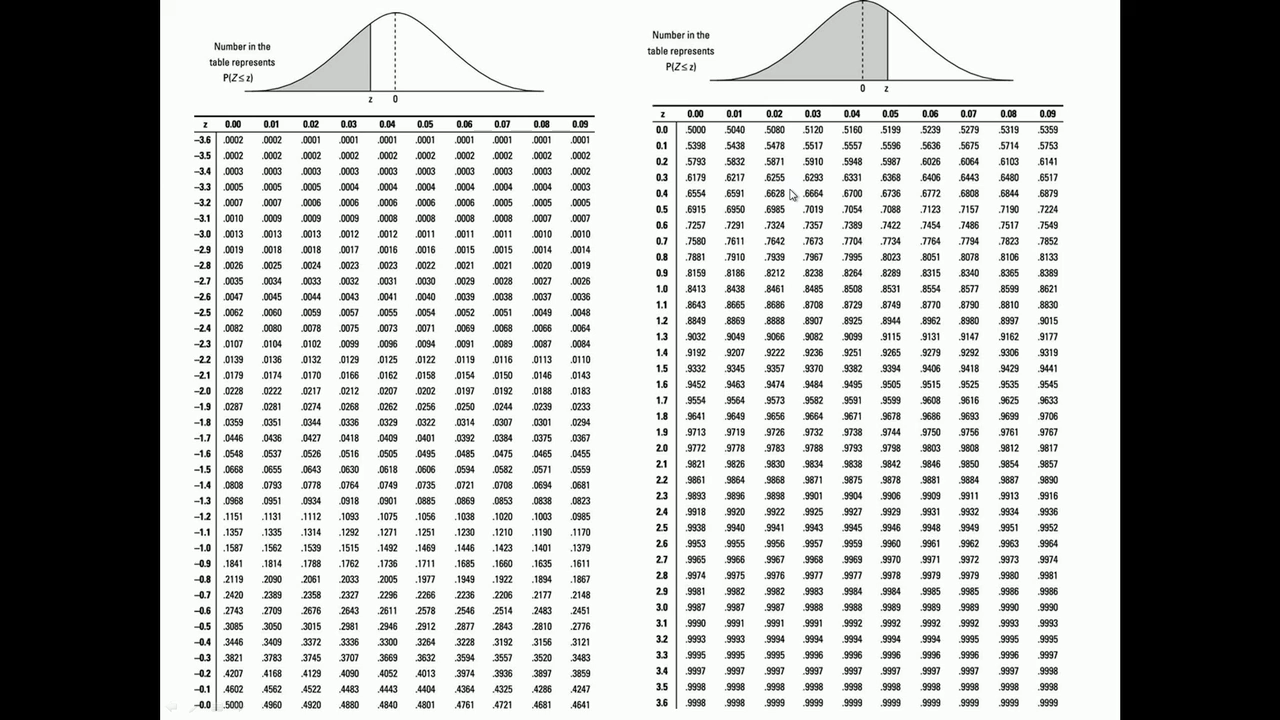 Number in the
table represents
P(Z ≤ z)
z 0
z 0.00 0.01 0.02 0.03 0.04 0.05 0.06 0.07 0.08 0.09
–3.6 .0002 .0002 .0001 .0001 .0001 .0001 .0001 .0001 .0001 .0001
–3.5 .0002 .0002 .0002 .0002 .0002 .0002 .0002 .0002 .0002 .0002
–3.4 .0003 .0003 .0003 .0003 .0003 .0003 .0003 .0003 .0003 .0002
–3.3 .0005 .0005 .0005 .0004 .0004 .0004 .0004 .0004 .0004 .0003
–3.2 .0007 .0007 .0006 .0006 .0006 .0006 .0006 .0005 .0005 .0005
–3.1 .0010 .0009 .0009 .0009 .0008 .0008 .0008 .0008 .0007 .0007
–3.0 .0013 .0013 .0013 .0012 .0012 .0011 .0011 .0011 .0010 .0010
–2.9 .0019 .0018 .0018 .0017 .0016 .0016 .0015 .0015 .0014 .0014
–2.8 .0026 .0025 .0024 .0023 .0023 .0022 .0021 .0021 .0020 .0019
–2.7 .0035 .0034 .0033 .0032 .0031 .0030 .0029 .0028 .0027 .0026
–2.6 .0047 .0045 .0044 .0043 .0041 .0040 .0039 .0038 .0037 .0036
–2.5 .0062 .0060 .0059 .0057 .0055 .0054 .0052 .0051 .0049 .0048
–2.4 .0082 .0080 .0078 .0075 .0073 .0071 .0069 .0068 .0066 .0064
–2.3 .0107 .0104 .0102 .0099 .0096 .0094 .0091 .0089 .0087 .0084
–2.2 .0139 .0136 .0132 .0129 .0125 .0122 .0119 .0116 .0113 .0110
–2.1 .0179 .0174 .0170 .0166 .0162 .0158 .0154 .0150 .0146 .0143
–2.0 .0228 .0222 .0217 .0212 .0207 .0202 .0197 .0192 .0188 .0183
–1.9 .0287 .0281 .0274 .0268 .0262 .0256 .0250 .0244 .0239 .0233
–1.8 .0359 .0351 .0344 .0336 .0329 .0322 .0314 .0307 .0301 .0294
–1.7 .0446 .0436 .0427 .0418 .0409 .0401 .0392 .0384 .0375 .0367
–1.6 .0548 .0537 .0526 .0516 .0505 .0495 .0485 .0475 .0465 .0455
–1.5 .0668 .0655 .0643 .0630 .0618 .0606 .0594 .0582 .0571 .0559
–1.4 .0808 .0793 .0778 .0764 .0749 .0735 .0721 .0708 .0694 .0681
–1.3 .0968 .0951 .0934 .0918 .0901 .0885 .0869 .0853 .0838 .0823
–1.2 .1151 .1131 .1112 .1093 .1075 .1056 .1038 .1020 .1003 .0985
–1.1 .1357 .1335 .1314 .1292 .1271 .1251 .1230 .1210 .1190 .1170
–1.0 .1587 .1562 .1539 .1515 .1492 .1469 .1446 .1423 .1401 .1379
–0.9 .1841 .1814 .1788 .1762 .1736 .1711 .1685 .1660 .1635 .1611
–0.8 .2119 .2090 .2061 .2033 .2005 .1977 .1949 .1922 .1894 .1867
–0.7 .2420 .2389 .2358 .2327 .2296 .2266 .2236 .2206 .2177 .2148
–0.6 .2743 .2709 .2676 .2643 .2611 .2578 .2546 .2514 .2483 .2451
–0.5 .3085 .3050 .3015 .2981 .2946 .2912 .2877 .2843 .2810 .2776
–0.4 .3446 .3409 .3372 .3336 .3300 .3264 .3228 .3192 .3156 .3121
–0.3 .3821 .3783 .3745 .3707 .3669 .3632 .3594 .3557 .3520 .3483
–0.2 .4207 .4168 .4129 .4090 .4052 .4013 .3974 .3936 .3897 .3859
–0.1 .4602 .4562 .4522 .4483 .4443 .4404 .4364 .4325 .4286 .4247
–0.0 .5000 .4960 .4920 .4880 .4840 .4801 .4761 .4721 .4681 .4641
Number in the
table represents
P(Z ≤ z)
0 z
z 0.00 0.01 0.02 0.03 0.04 0.05 0.06 0.07 0.08 0.09
0.0 .5000 .5040 .5080 .5120 .5160 .5199 .5239 .5279 .5319 .5359
0.1 .5398 .5438 .5478 .5517 .5557 .5596 .5636 .5675 .5714 .5753
0.2 .5793 .5832 .5871 .5910 .5948 .5987 .6026 .6064 .6103 .6141
0.3 .6179 .6217 .6255 .6293 .6331 .6368 .6406 .6443 .6480 .6517
0.4 .6554 .6591 .6628 .6664 .6700 .6736 .6772 .6808 .6844 .6879
0.5 .6915 .6950 .6985 .7019 .7054 .7088 .7123 .7157 .7190 .7224
0.6 .7257 .7291 .7324 .7357 .7389 .7422 .7454 .7486 .7517 .7549
0.7 .7580 .7611 .7642 .7673 .7704 .7734 .7764 .7794 .7823 .7852
0.8 .7881 .7910 .7939 .7967 .7995 .8023 .8051 .8078 .8106 .8133
0.9 .8159 .8186 .8212 .8238 .8264 .8289 .8315 .8340 .8365 .8389
1.0 .8413 .8438 .8461 .8485 .8508 .8531 .8554 .8577 .8599 .8621
1.1 .8643 .8665 .8686 .8708 .8729 .8749 .8770 .8790 .8810 .8830
1.2 .8849 .8869 .8888 .8907 .8925 .8944 .8962 .8980 .8997 .9015
1.3 .9032 .9049 .9066 .9082 .9099 .9115 .9131 .9147 .9162 .9177
1.4 .9192 .9207 .9222 .9236 .9251 .9265 .9279 .9292 .9306 .9319
1.5 .9332 .9345 .9357 .9370 .9382 .9394 .9406 .9418 .9429 .9441
1.6 .9452 .9463 .9474 .9484 .9495 .9505 .9515 .9525 .9535 .9545
1.7 .9554 .9564 .9573 .9582 .9591 .9599 .9608 .9616 .9625 .9633
1.8 .9641 .9649 .9656 .9664 .9671 .9678 .9686 .9693 .9699 .9706
1.9 .9713 .9719 .9726 .9732 .9738 .9744 .9750 .9756 .9761 .9767
2.0 .9772 .9778 .9783 .9788 .9793 .9798 .9803 .9808 .9812 .9817
2.1 .9821 .9826 .9830 .9834 .9838 .9842 .9846 .9850 .9854 .9857
2.2 .9861 .9864 .9868 .9871 .9875 .9878 .9881 .9884 .9887 .9890
2.3 .9893 .9896 .9898 .9901 .9904 .9906 .9909 .9911 .9913 .9916
2.4 .9918 .9920 .9922 .9925 .9927 .9929 .9931 .9932 .9934 .9936
2.5 .9938 .9940 .9941 .9943 .9945 .9946 .9948 .9949 .9951 .9952
2.6 .9953 .9955 .9956 .9957 .9959 .9960 .9961 .9962 .9963 .9964
2.7 .9965 .9966 .9967 .9968 .9969 .9970 .9971 .9972 .9973 .9974
2.8 .9974 .9975 .9976 .9977 .9977 .9978 .9979 .9979 .9980 .9981
2.9 .9981 .9982 .9982 .9983 .9984 .9984 .9985 .9985 .9986 .9986
3.0 .9987 .9987 .9987 .9988 .9988 .9989 .9989 .9989 .9990 .9990
3.1 .9990 .9991 .9991 .9991 .9992 .9992 .9992 .9992 .9993 .9993
3.2 .9993 .9993 .9994 .9994 .9994 .9994 .9994 .9995 .9995 .9995
3.3 .9995 .9995 .9995 .9996 .9996 .9996 .9996 .9996 .9996 .9997
3.4 .9997 .9997 .9997 .9997 .9997 .9997 .9997 .9997 .9997 .9998
3.5 .9998 .9998 .9998 .9998 .9998 .9998 .9998 .9998 .9998 .9998
3.6 .9998 .9998 .9999 .9999 .9999 .9999 .9999 .9999 .9999 .9999